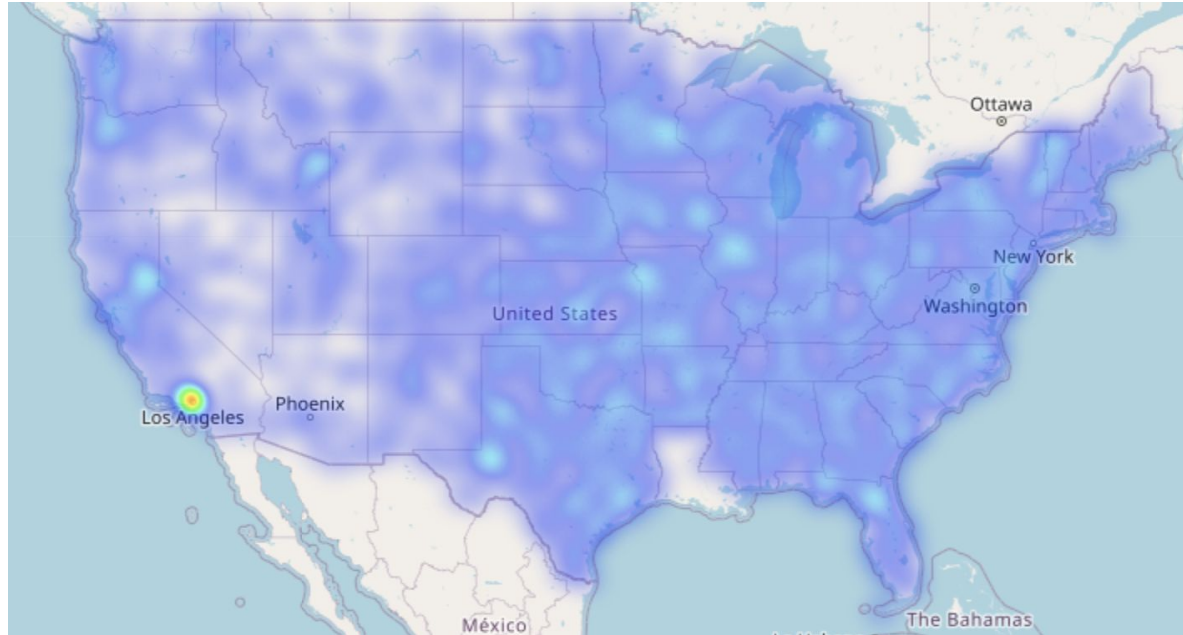 Ottawa
New York
Washington
United States
Phoenix
Los Angeles
The Bahamas
México